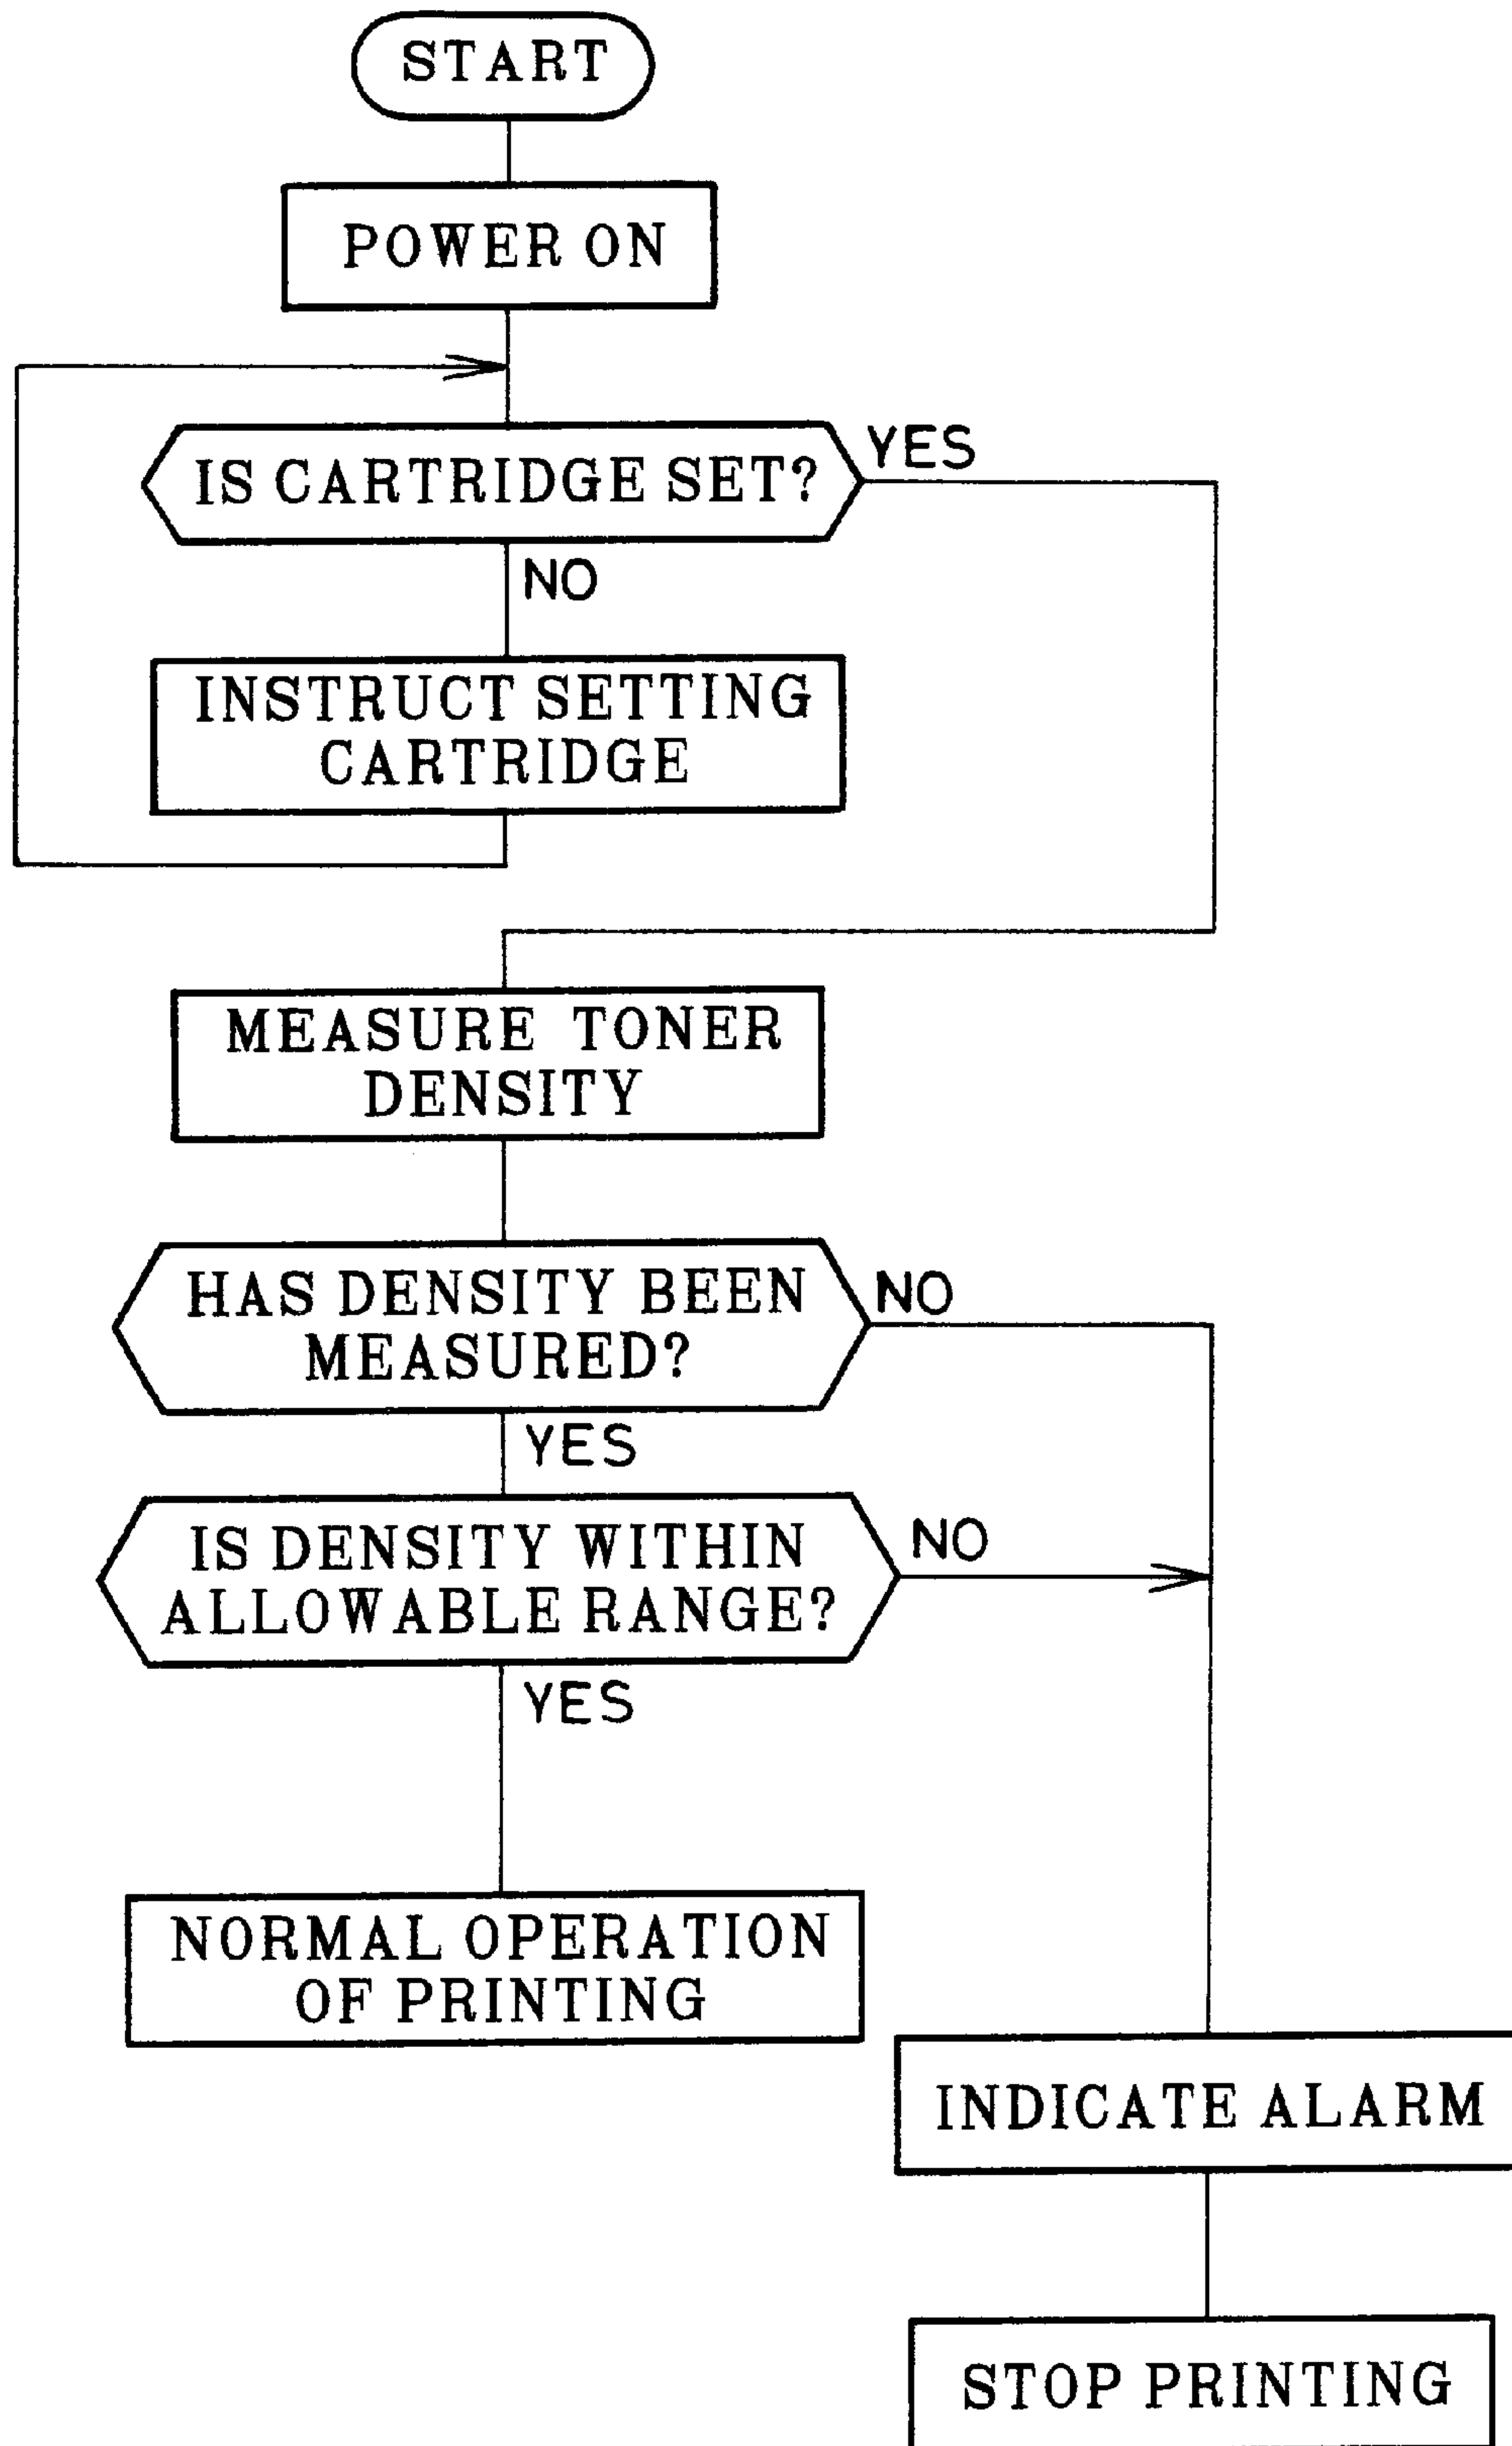 START
POWER ON
IS CARTRIDGE SET?
YES
NO
INSTRUCT SETTING
CARTRIDGE
MEASURE TONER
DENSITY
HAS DENSITY BEEN
MEASURED?
NO
YES
IS DENSITY WITHIN
ALLOWABLE RANGE?
NO
YES
NORMAL OPERATION
OF PRINTING
INDICATE ALARM
STOP PRINTING